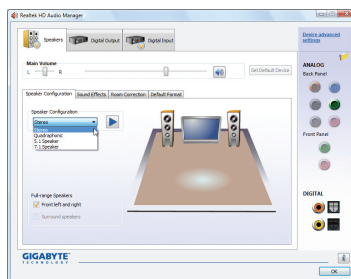 Realtek HD Audio Manager
Speakers
Digital Output
Digital Input
Device advanced
settings
Main Volume
L
R
Set Default Device
ANALOG
Back Panel
Speaker Configuration
Sound Effects
Room Correction
Default Format
Speaker Configuration
Stereo
Stereo
Quadraphonic
5.1 Speaker
7.1 Speaker
Front Panel
Full-range Speakers
Front left and right
Surround speakers
DIGITAL
GIGABYTE
TECHNOLOGY
OK